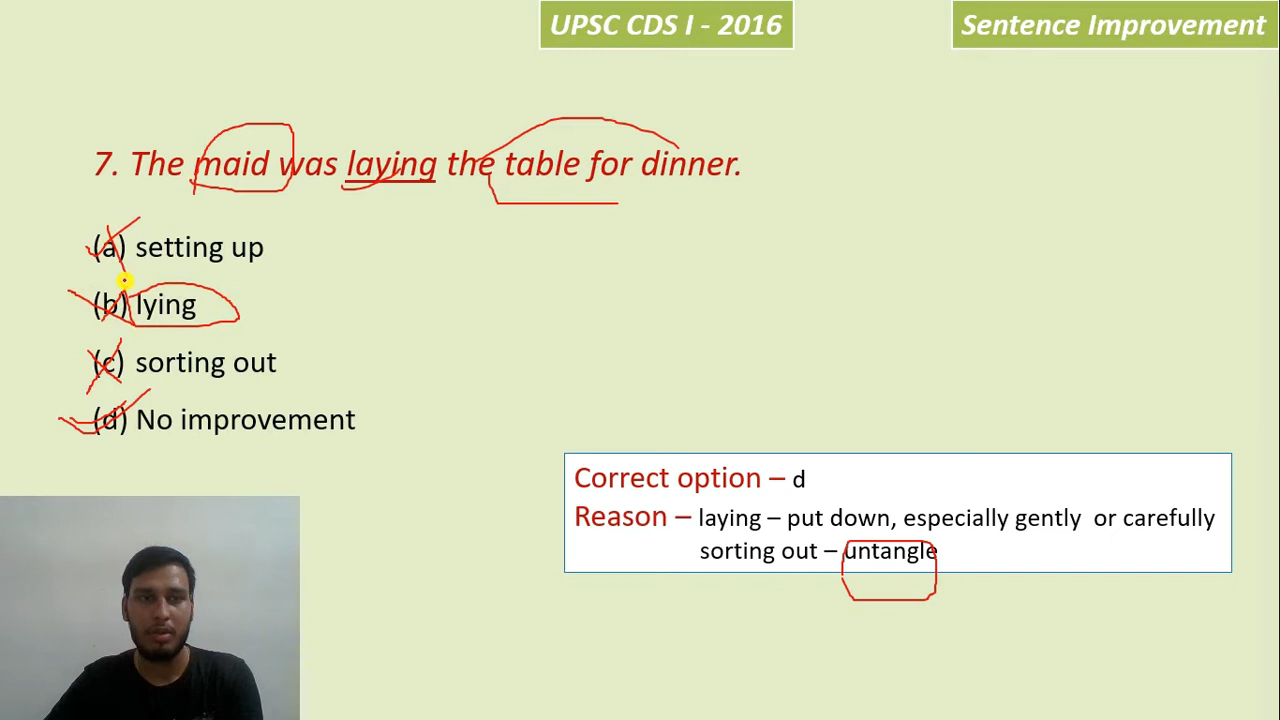 UPSC CDS I - 2016
Sentence Improvement
7. The maid was laying the table for dinner.
(a) setting up
(b) lying
(c) sorting out
(d) No improvement
Correct option – d
Reason – laying – put down, especially gently or carefully
sorting out – untangle